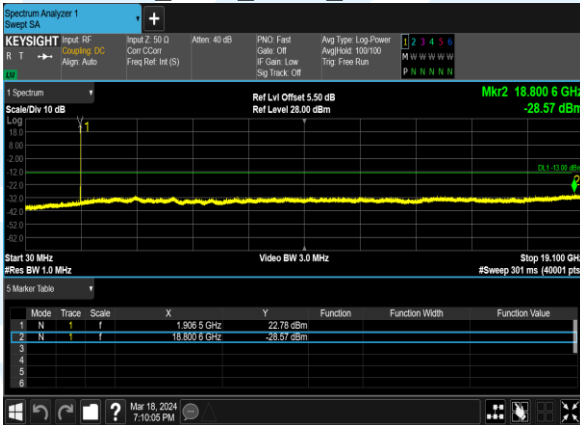 Spectrum Analyzer 1
Swept SA
KEYSIGHT Input: RF Input Z: 50 Ω Atten: 40 dB PNO: Fast Avg Type: Log-Power 1 2 3 4 5 6
R T Coupling: DC Corr CCorr Gate: Off Avg|Hold: 100/100 M W W W W W
Align: Auto Freq Ref: Int (S) IF Gain: Low Trig: Free Run
LU Sig Track: Off P N N N N N
1 Spectrum Ref Lvl Offset 5.50 dB Mkr2 18.800 6 GHz
Scale/Div 10 dB Ref Level 28.00 dBm -28.57 dBm
Log
18.0 1
8.00
-2.00
-12.0 DL1 -13.00 dBm
-22.0 2
-32.0
-42.0
-52.0
-62.0
Start 30 MHz Video BW 3.0 MHz Stop 19.100 GHz
#Res BW 1.0 MHz #Sweep 301 ms (40001 pts)
5 Marker Table
Mode Trace Scale X Y Function Function Width Function Value
1 N 1 f 1.906 5 GHz 22.78 dBm
2 N 1 f 18.800 6 GHz -28.57 dBm
3
4
5
6
? Mar 18, 2024
7:10:05 PM